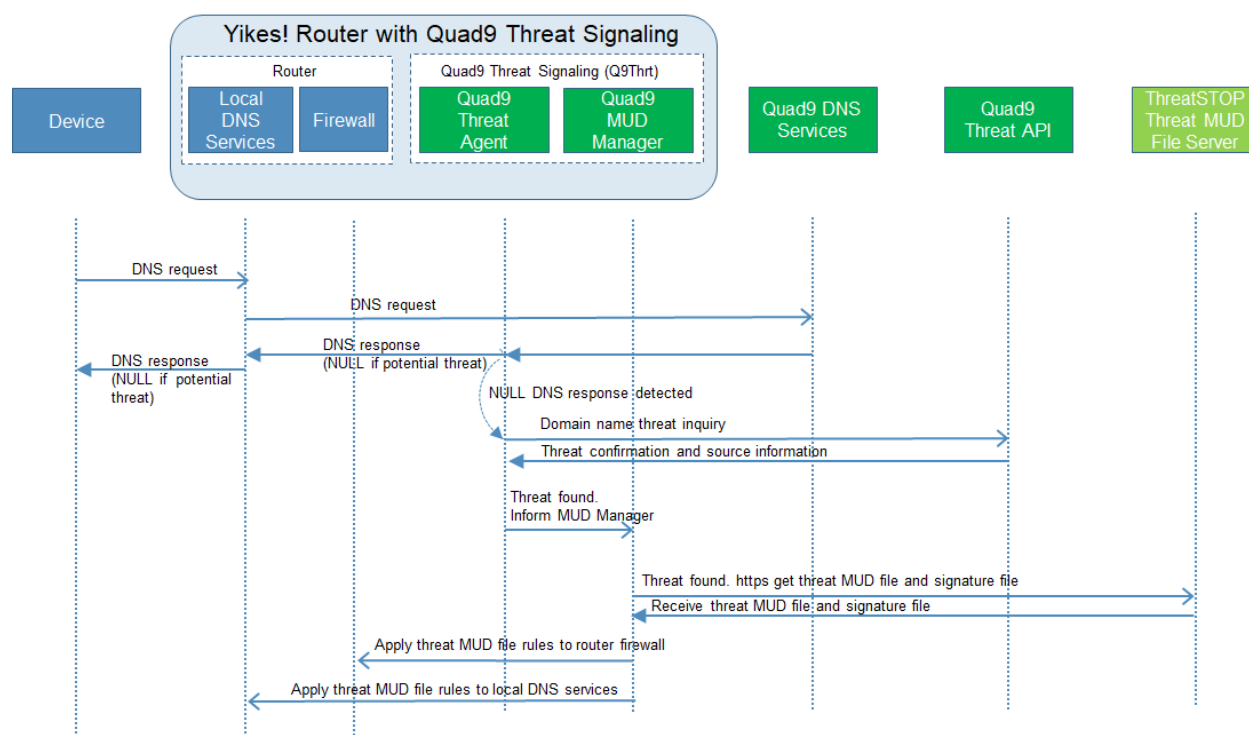 Yikes! Router with Quad9 Threat Signaling
Router
Quad9 Threat Signaling (Q9Thrt)
Device
Local
DNS
Services
Firewall
Quad9
Threat
Agent
Quad9
MUD
Manager
Quad9 DNS
Services
Quad9
Threat API
ThreatSTOP
Threat MUD
File Server
DNS request
DNS request
DNS response
(NULL if potential threat)
DNS response
(NULL if potential
threat)
NULL DNS response detected
Domain name threat inquiry
Threat confirmation and source information
Threat found.
Inform MUD Manager
Threat found. https get threat MUD file and signature file
Receive threat MUD file and signature file
Apply threat MUD file rules to router firewall
Apply threat MUD file rules to local DNS services